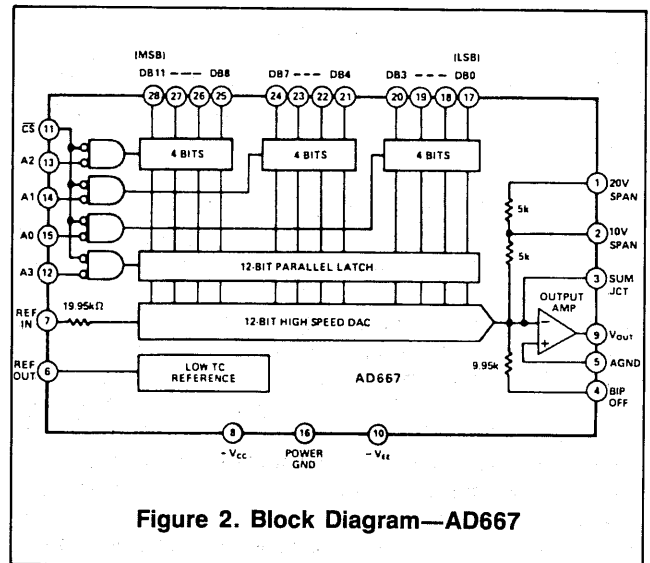 (MSB) (LSB)
DB11 ---- DB8 DB7 --- DB4 DB3 --- DB0
28 27 26 25 24 23 22 21 20 19 18 17
CS 11
A2 13
4 BITS 4 BITS 4 BITS
A1 14
A0 15
A3 12
12-BIT PARALLEL LATCH
REF IN 7
19.95kΩ
12-BIT HIGH SPEED DAC
REF OUT 6
LOW TC
REFERENCE
AD667
1 20V SPAN
5k
2 10V SPAN
5k
3 SUM JCT
OUTPUT
AMP
9 VOUT
5 AGND
9.95k
4 BIP OFF
8 16 10
- VCC POWER GND - VEE
Figure 2. Block Diagram—AD667